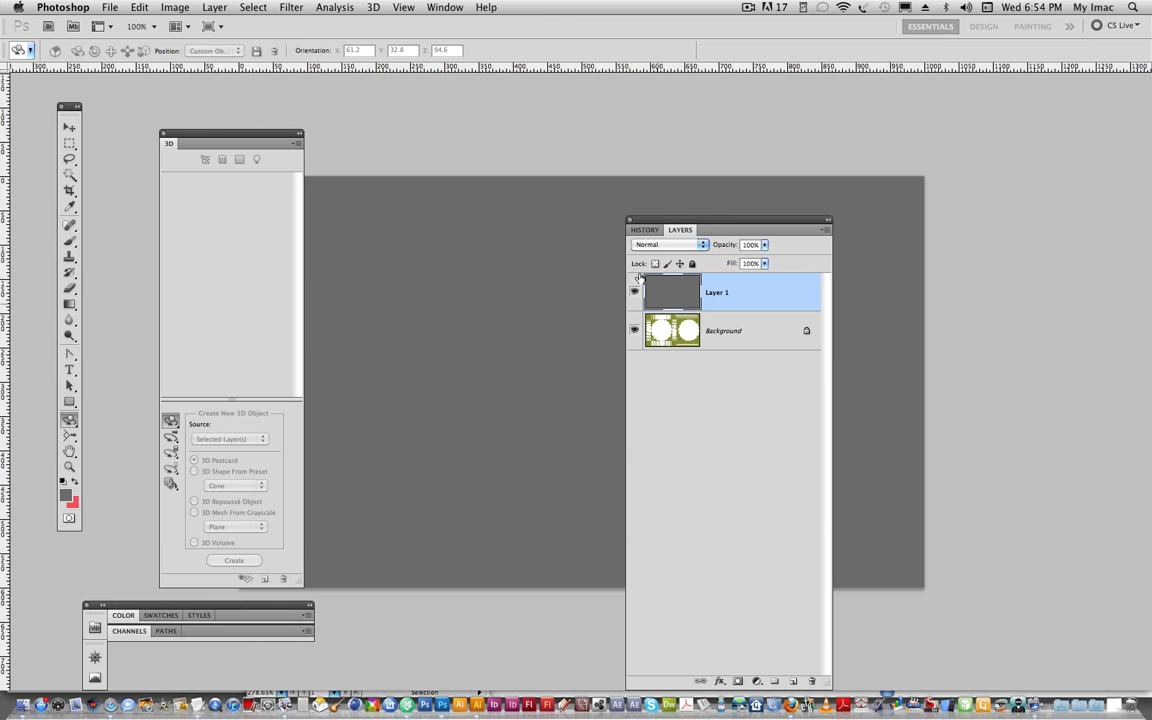 Photoshop File Edit Image Layer Select Filter Analysis 3D View Window Help
17 Wed 6:54 PM My Imac
Ps Br Mb 100% ESSENTIALS DESIGN PAINTING >> CS Live
Position: Custom Ob... Orientation: X: 61.2 Y: 32.8 Z: 94.6
3D
HISTORY LAYERS
Normal Opacity: 100%
Lock: Fill: 100%
Layer 1
Background
Create New 3D Object
Source:
Selected Layer(s)
3D Postcard
3D Shape From Preset
Cone
3D Repoussé Object
3D Mesh From Grayscale
Plane
3D Volume
Create
COLOR SWATCHES STYLES
Mb
CHANNELS PATHS
278.65% Selection